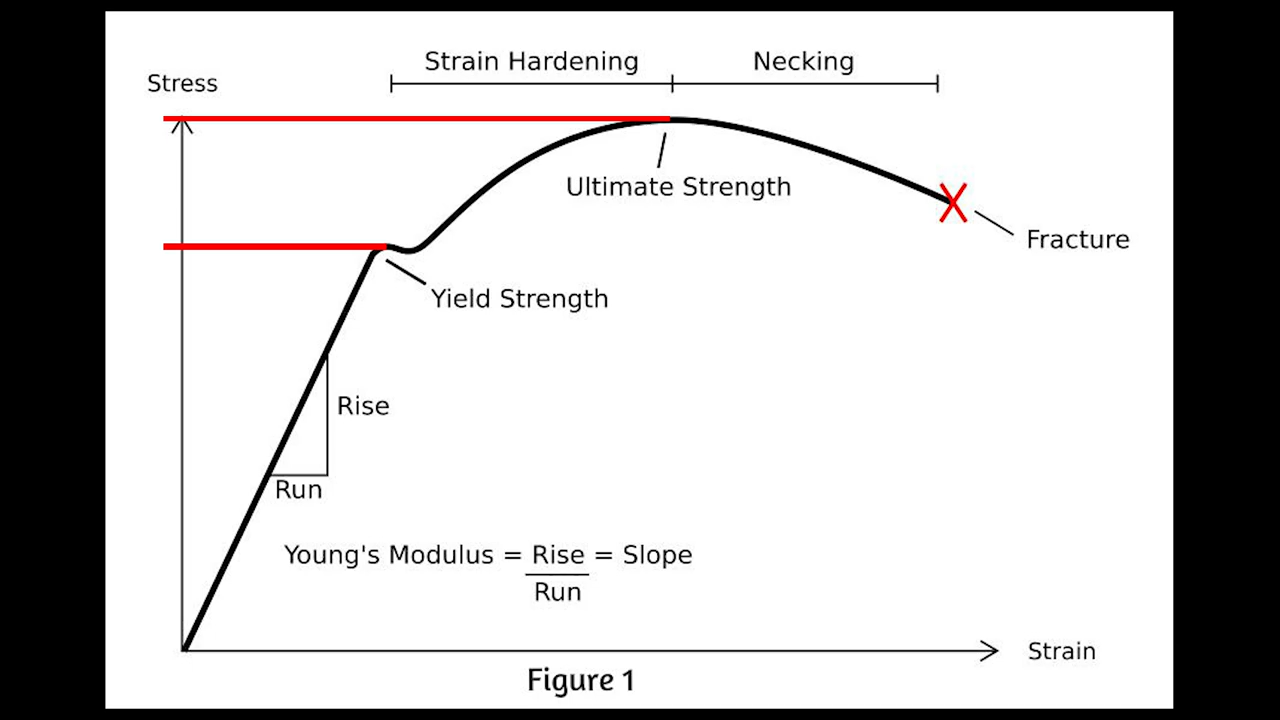 Strain Hardening
Necking
Stress
Ultimate Strength
Fracture
Yield Strength
Rise
Run
Young's Modulus = Rise = Slope
Run
Strain
Figure 1